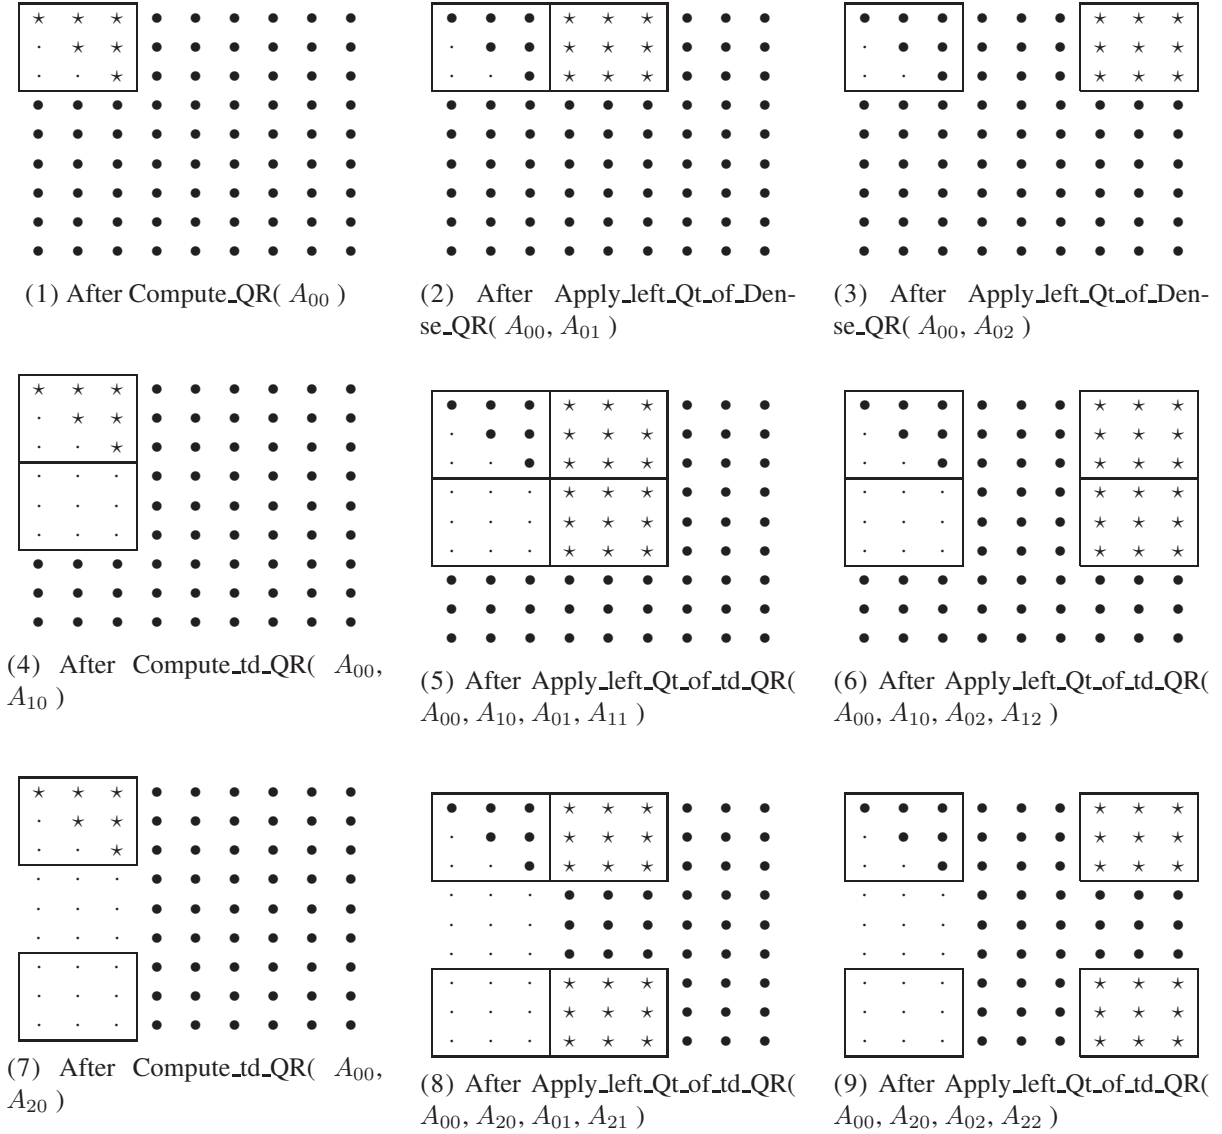 (1) After Compute_QR( A₀₀ )
(2) After Apply_left_Qt_of_Den-
se_QR( A₀₀, A₀₁ )
(3) After Apply_left_Qt_of_Den-
se_QR( A₀₀, A₀₂ )
(4) After Compute_td_QR( A₀₀,
A₁₀ )
(5) After Apply_left_Qt_of_td_QR(
A₀₀, A₁₀, A₀₁, A₁₁ )
(6) After Apply_left_Qt_of_td_QR(
A₀₀, A₁₀, A₀₂, A₁₂ )
(7) After Compute_td_QR( A₀₀,
A₂₀ )
(8) After Apply_left_Qt_of_td_QR(
A₀₀, A₂₀, A₀₁, A₂₁ )
(9) After Apply_left_Qt_of_td_QR(
A₀₀, A₂₀, A₀₂, A₂₂ )